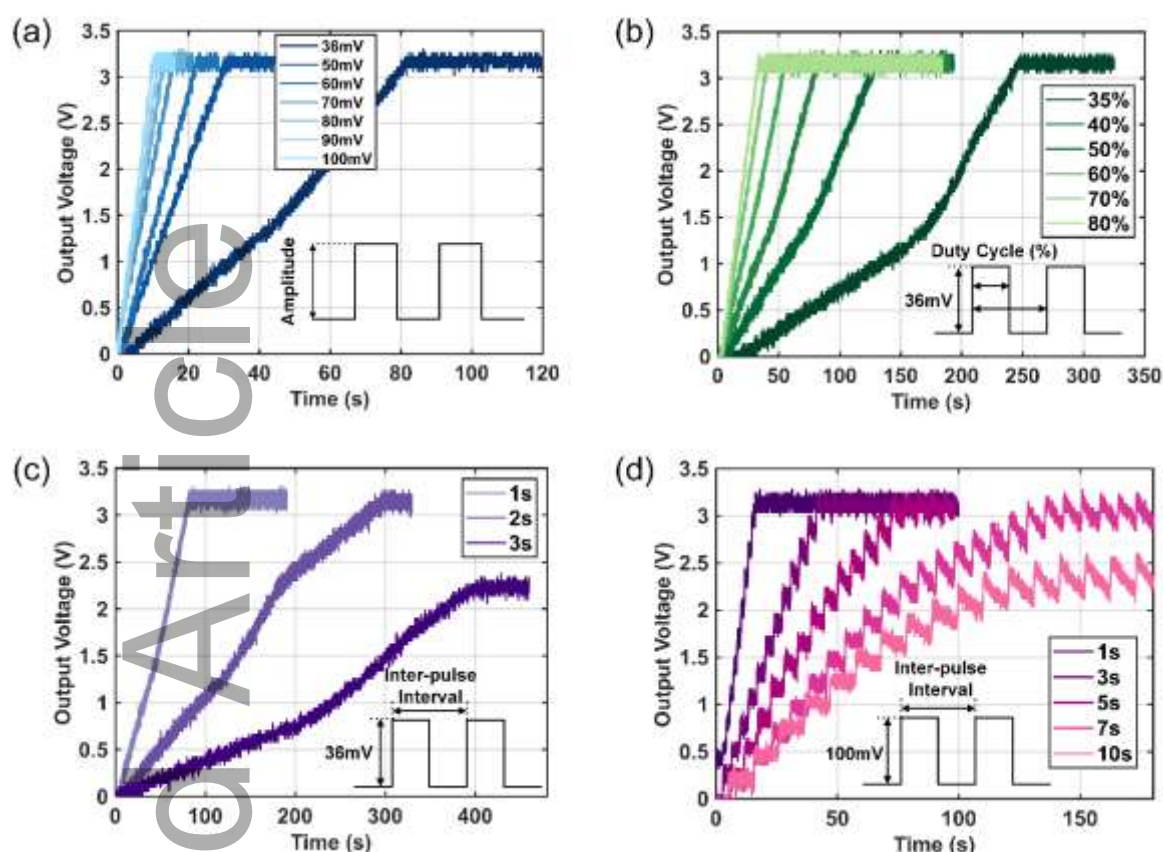 (a)
3.5
3
2.5
2
1.5
1
0.5
0
Output Voltage (V)
36mV
50mV
60mV
70mV
80mV
90mV
100mV
Amplitude
0 20 40 60 80 100 120
Time (s)
(b)
3.5
3
2.5
2
1.5
1
0.5
0
Output Voltage (V)
35%
40%
50%
60%
70%
80%
Duty Cycle (%)
36mV
0 50 100 150 200 250 300 350
Time (s)
(c)
3.5
3
2.5
2
1.5
1
0.5
0
Output Voltage (V)
1s
2s
3s
Inter-pulse
Interval
36mV
0 100 200 300 400
Time (s)
(d)
3.5
3
2.5
2
1.5
1
0.5
0
Output Voltage (V)
1s
3s
5s
7s
10s
Inter-pulse
Interval
100mV
0 50 100 150
Time (s)
d Article